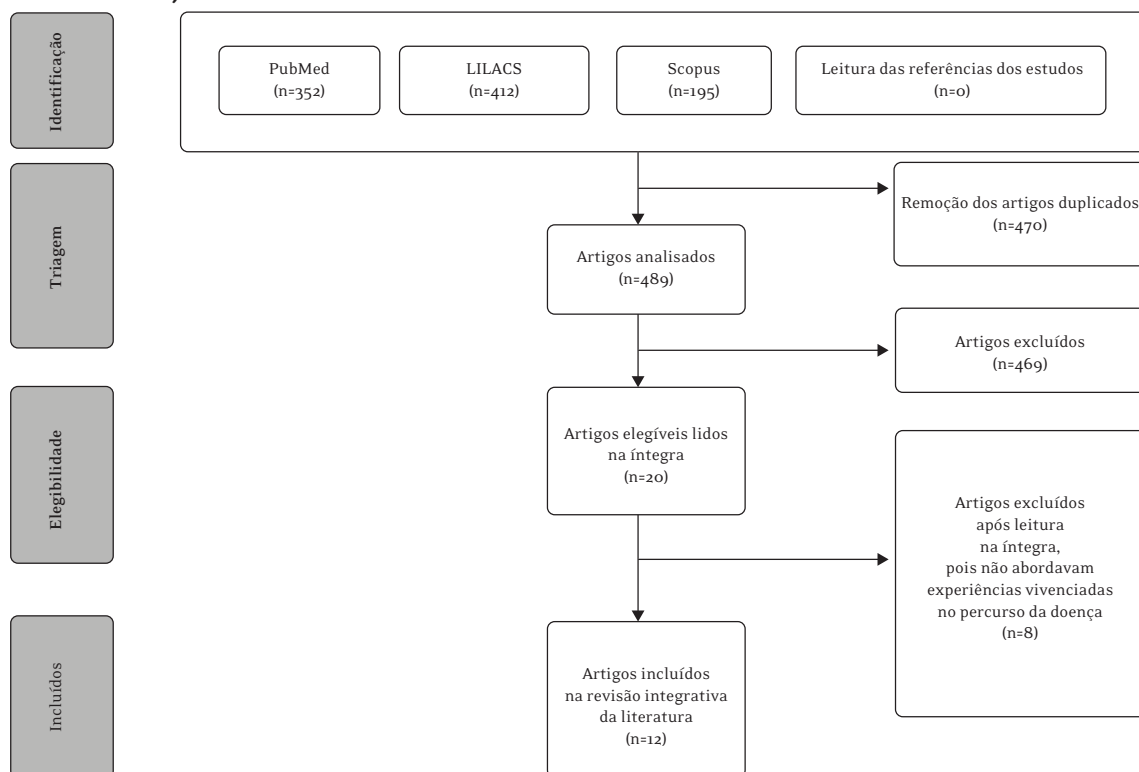 Identificação
PubMed
(n=352)
LILACS
(n=412)
Scopus
(n=195)
Leitura das referências dos estudos
(n=0)
Triagem
Remoção dos artigos duplicados
(n=470)
Artigos analisados
(n=489)
Artigos excluídos
(n=469)
Elegibilidade
Artigos elegíveis lidos
na íntegra
(n=20)
Artigos excluídos
após leitura
na íntegra,
pois não abordavam
experiências vivenciadas
no percurso da doença
(n=8)
Incluídos
Artigos incluídos
na revisão integrativa
da literatura
(n=12)